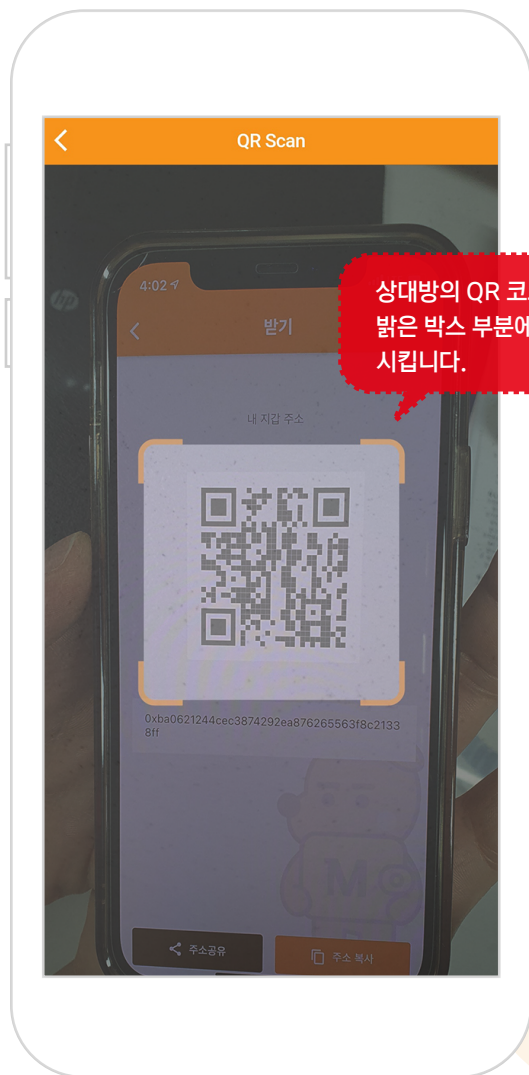 QR Scan
4:02
받기
상대방의 QR 코
밝은 박스 부분에
시킵니다.
내 지갑 주소
0xba0621244cec3874292ea876265563f8c2133
8ff
MO
주소공유
주소 복사
hp